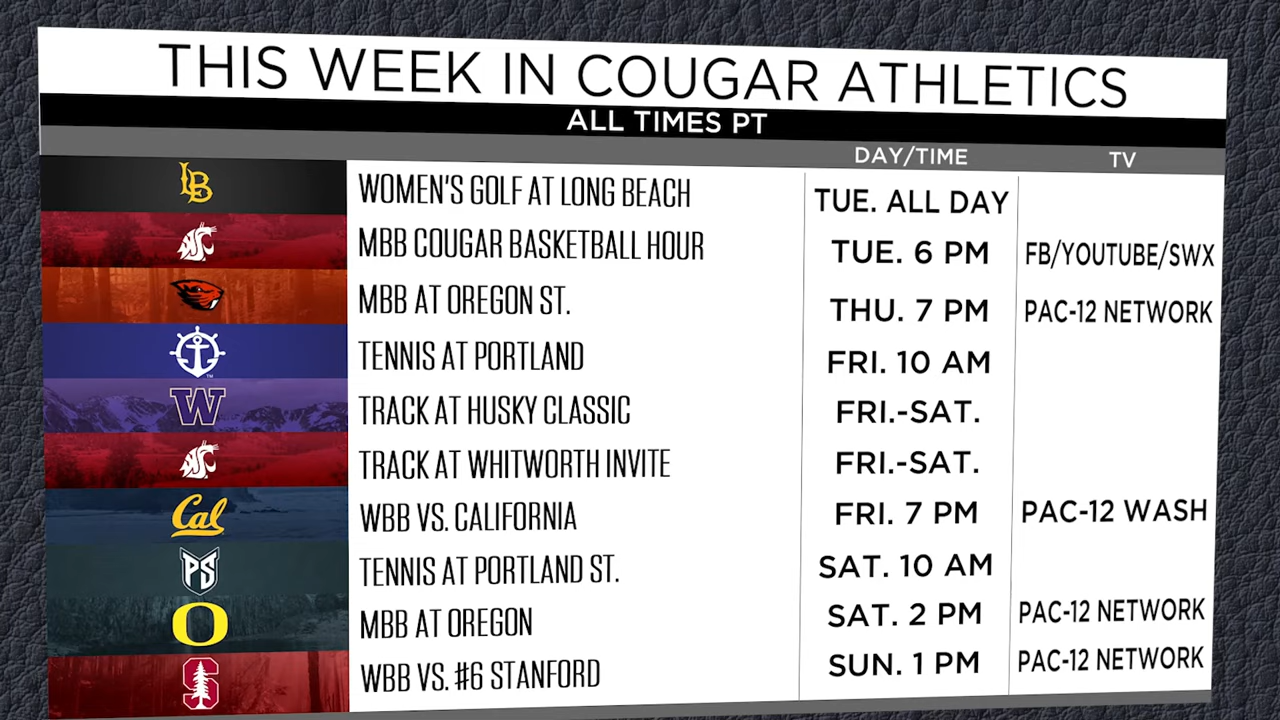 THIS WEEK IN COUGAR ATHLETICS
ALL TIMES PT
DAY/TIME TV
LB WOMEN'S GOLF AT LONG BEACH TUE. ALL DAY
MBB COUGAR BASKETBALL HOUR TUE. 6 PM FB/YOUTUBE/SWX
MBB AT OREGON ST. THU. 7 PM PAC-12 NETWORK
TENNIS AT PORTLAND FRI. 10 AM
W TRACK AT HUSKY CLASSIC FRI.-SAT.
TRACK AT WHITWORTH INVITE FRI.-SAT.
Cal WBB VS. CALIFORNIA FRI. 7 PM PAC-12 WASH
PS TENNIS AT PORTLAND ST. SAT. 10 AM
O MBB AT OREGON SAT. 2 PM PAC-12 NETWORK
S WBB VS. #6 STANFORD SUN. 1 PM PAC-12 NETWORK